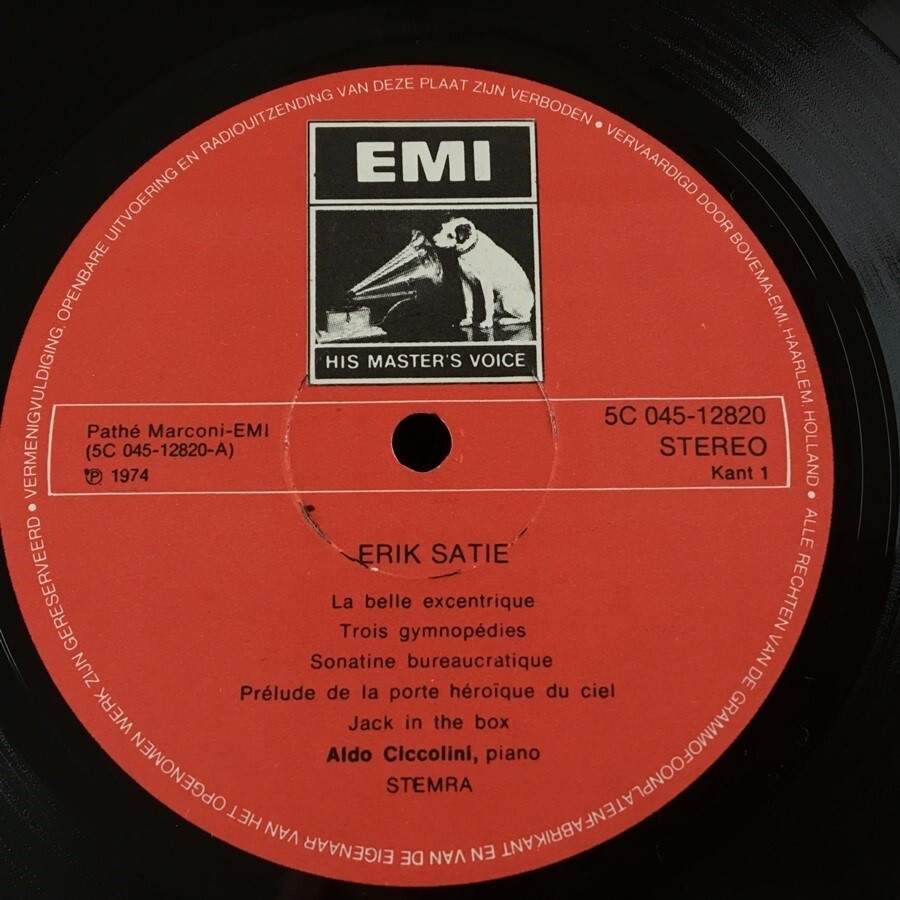 EMI
HIS MASTER'S VOICE
Pathé Marconi-EMI
(5C 045-12820-A)
℗ 1974
5C 045-12820
STEREO
Kant 1
ERIK SATIE
La belle excentrique
Trois gymnopédies
Sonatine bureaucratique
Prélude de la porte héroïque du ciel
Jack in the box
Aldo Ciccolini, piano
STEMRA
VERVAARDIGD DOOR BOVEMA-EMI, HAARLEM, HOLLAND • ALLE RECHTEN VAN DE GRAMMOFOONPLATENFABRIKANT EN VAN DE EIGENAAR VAN HET OPGENOMEN WERK ZIJN GERESERVEERD • VERMENIGVULDIGING, OPENBARE UITVOERING EN RADIOUITZENDING VAN DEZE PLAAT ZIJN VERBODEN •